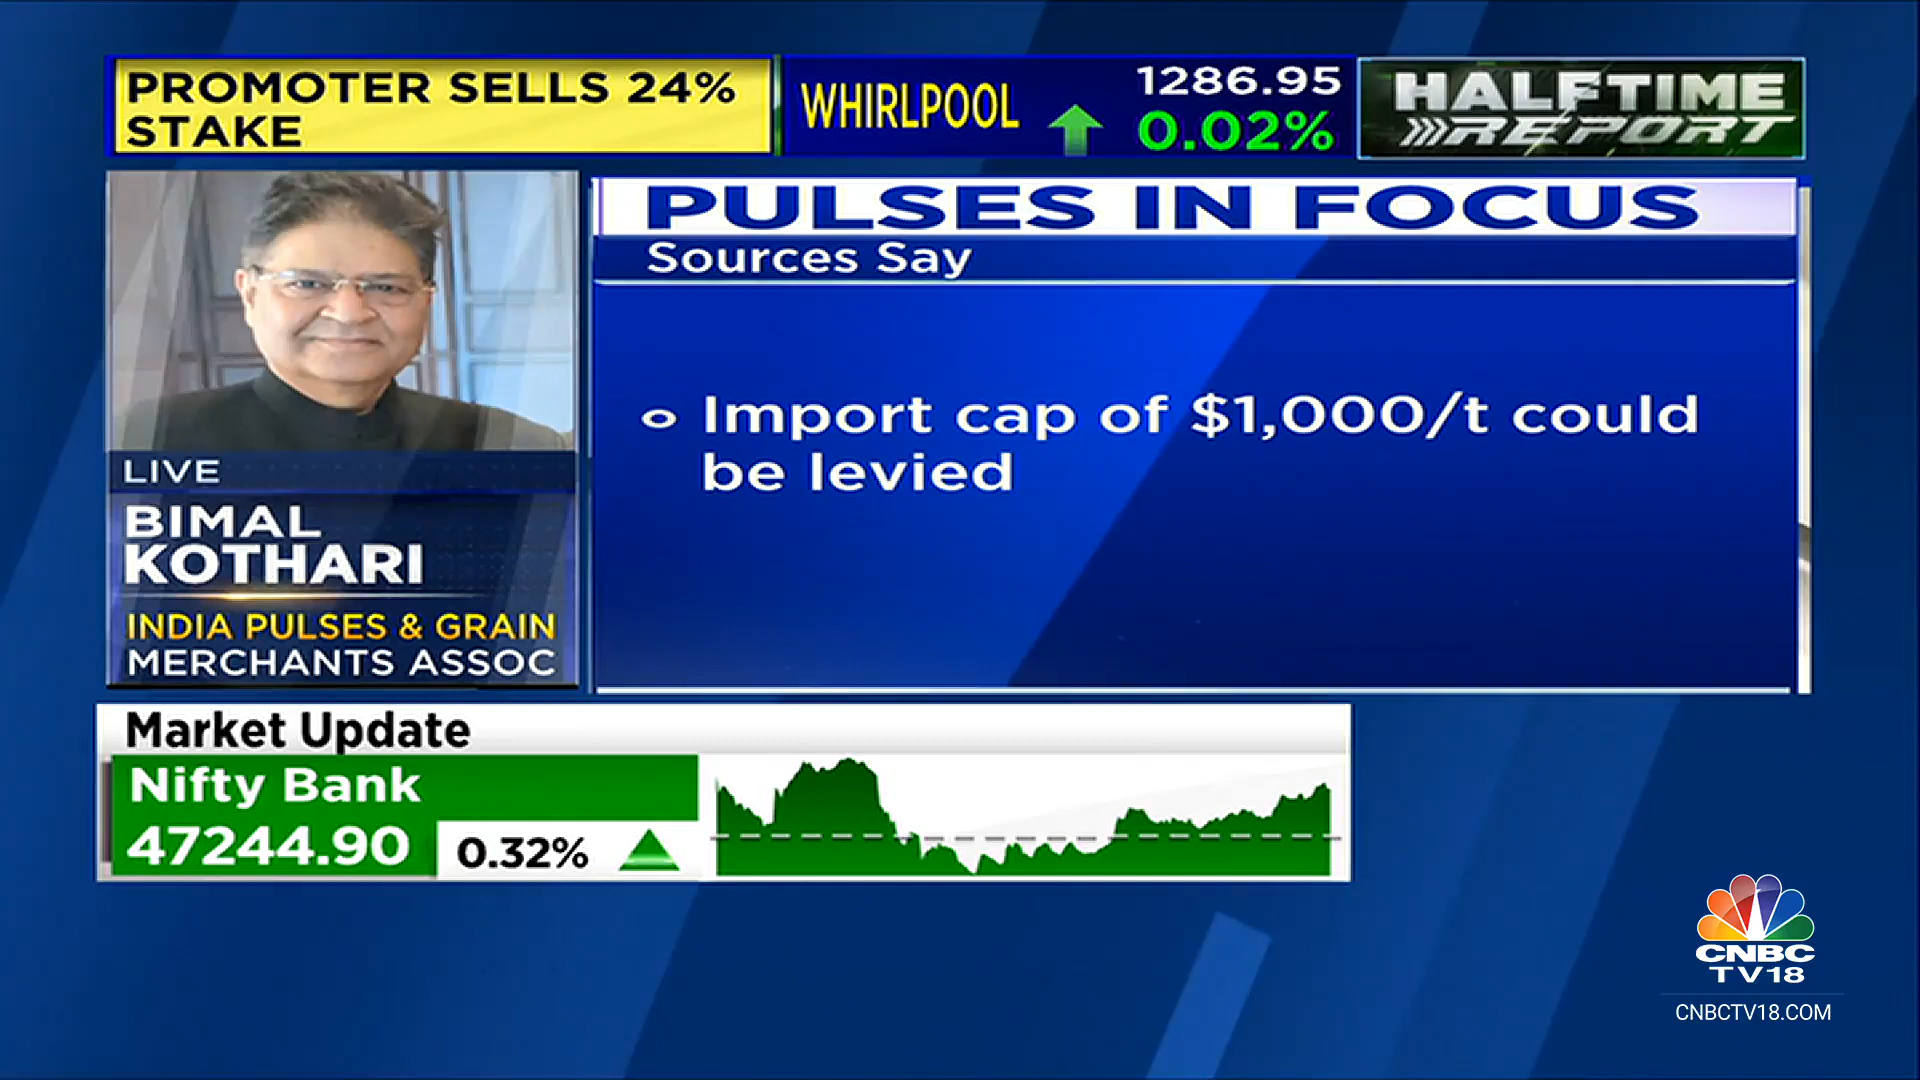 PROMOTER SELLS 24%
STAKE
WHIRLPOOL
1286.95
0.02%
HALFTIME
REPORT
PULSES IN FOCUS
Sources Say
Import cap of $1,000/t could
be levied
LIVE
BIMAL
KOTHARI
INDIA PULSES & GRAIN
MERCHANTS ASSOC
Market Update
Nifty Bank
47244.90
0.32%
CNBC
TV18
CNBCTV18.COM